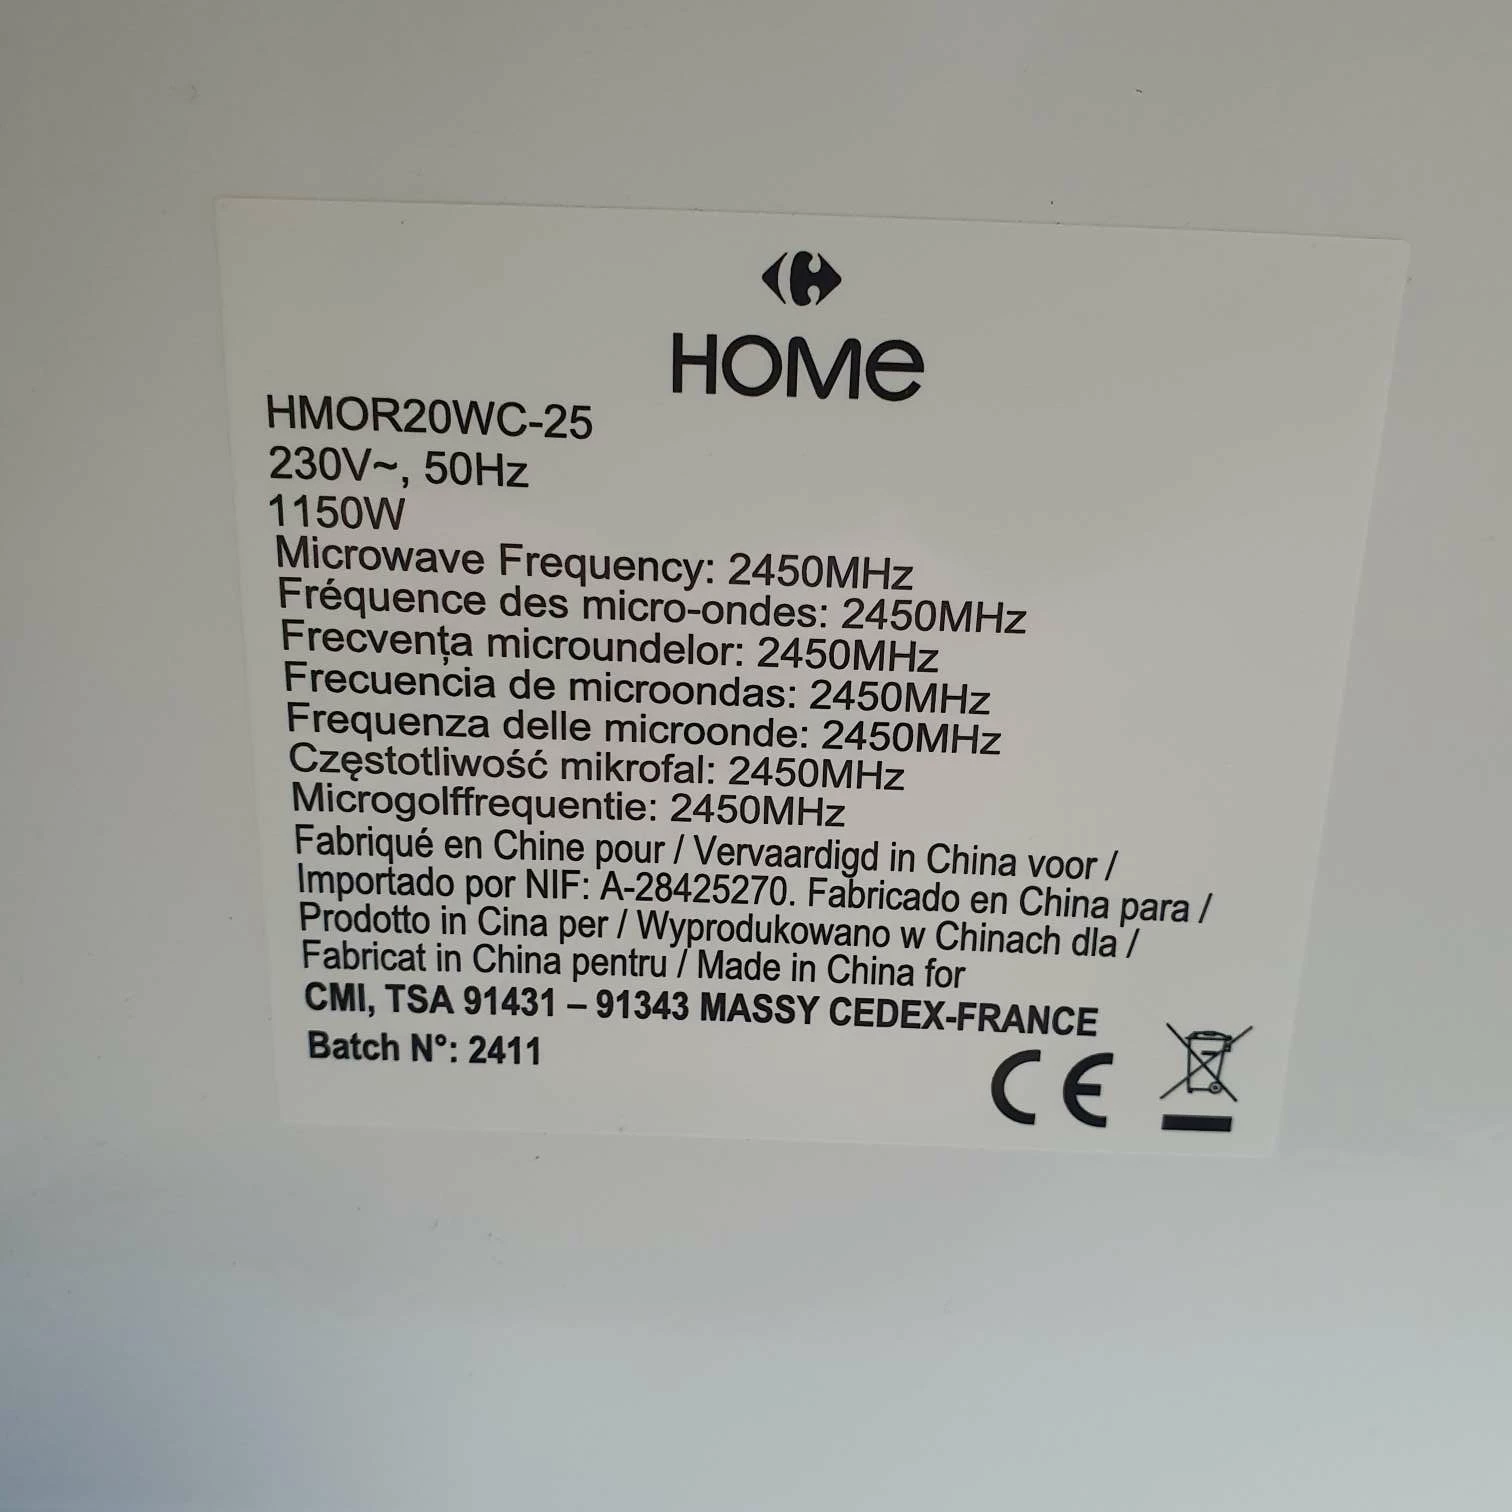 HOMe
HMOR20WC-25
230V~, 50Hz
1150W
Microwave Frequency: 2450MHz
Fréquence des micro-ondes: 2450MHz
Frecvența microundelor: 2450MHz
Frecuencia de microondas: 2450MHz
Frequenza delle microonde: 2450MHz
Częstotliwość mikrofal: 2450MHz
Microgolffrequentie: 2450MHz
Fabriqué en Chine pour / Vervaardigd in China voor /
Importado por NIF: A-28425270. Fabricado en China para /
Prodotto in Cina per / Wyprodukowano w Chinach dla /
Fabricat in China pentru / Made in China for
CMI, TSA 91431 – 91343 MASSY CEDEX-FRANCE
Batch N°: 2411
CE